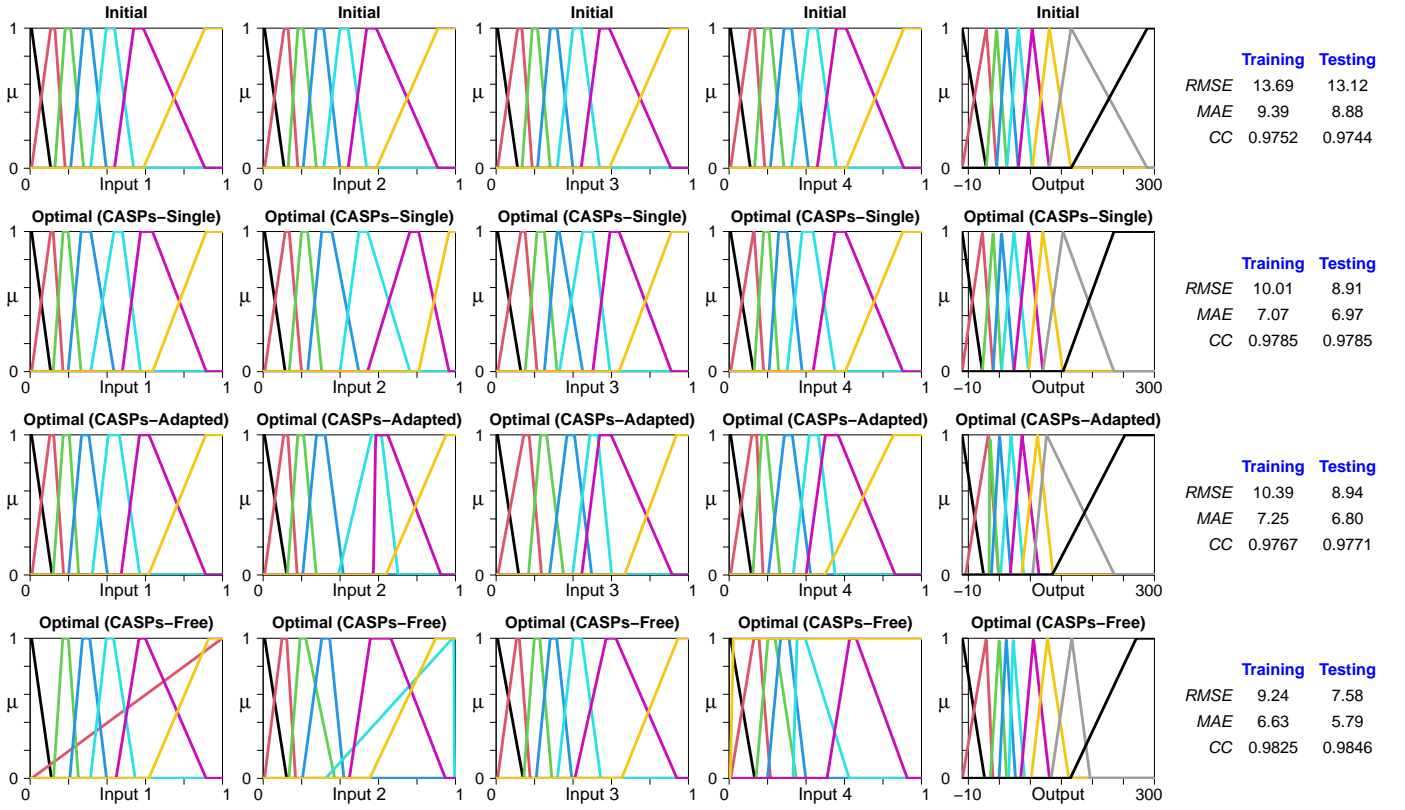 Initial Initial Initial Initial Initial
1 1 1 1 1
μ μ μ μ μ
0 0 0 0 0
0 Input 1 1 0 Input 2 1 0 Input 3 1 0 Input 4 1 −10 Output 300
Training Testing
RMSE 13.69 13.12
MAE 9.39 8.88
CC 0.9752 0.9744
Optimal (CASPs−Single) Optimal (CASPs−Single) Optimal (CASPs−Single) Optimal (CASPs−Single) Optimal (CASPs−Single)
1 1 1 1 1
μ μ μ μ μ
0 0 0 0 0
0 Input 1 1 0 Input 2 1 0 Input 3 1 0 Input 4 1 −10 Output 300
Training Testing
RMSE 10.01 8.91
MAE 7.07 6.97
CC 0.9785 0.9785
Optimal (CASPs−Adapted) Optimal (CASPs−Adapted) Optimal (CASPs−Adapted) Optimal (CASPs−Adapted) Optimal (CASPs−Adapted)
1 1 1 1 1
μ μ μ μ μ
0 0 0 0 0
0 Input 1 1 0 Input 2 1 0 Input 3 1 0 Input 4 1 −10 Output 300
Training Testing
RMSE 10.39 8.94
MAE 7.25 6.80
CC 0.9767 0.9771
Optimal (CASPs−Free) Optimal (CASPs−Free) Optimal (CASPs−Free) Optimal (CASPs−Free) Optimal (CASPs−Free)
1 1 1 1 1
μ μ μ μ μ
0 0 0 0 0
0 Input 1 1 0 Input 2 1 0 Input 3 1 0 Input 4 1 −10 Output 300
Training Testing
RMSE 9.24 7.58
MAE 6.63 5.79
CC 0.9825 0.9846